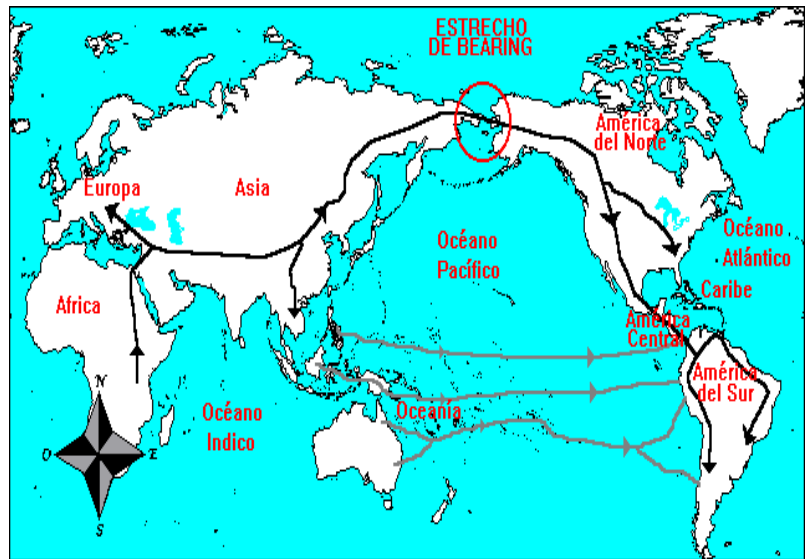 ESTRECHO
DE BEARING
América
del Norte
Europa
Asia
Océano
Pacífico
Océano
Atlántico
Caribe
Africa
América
Central
América
del Sur
Océano
Indico
Oceanía
N
O
E
S